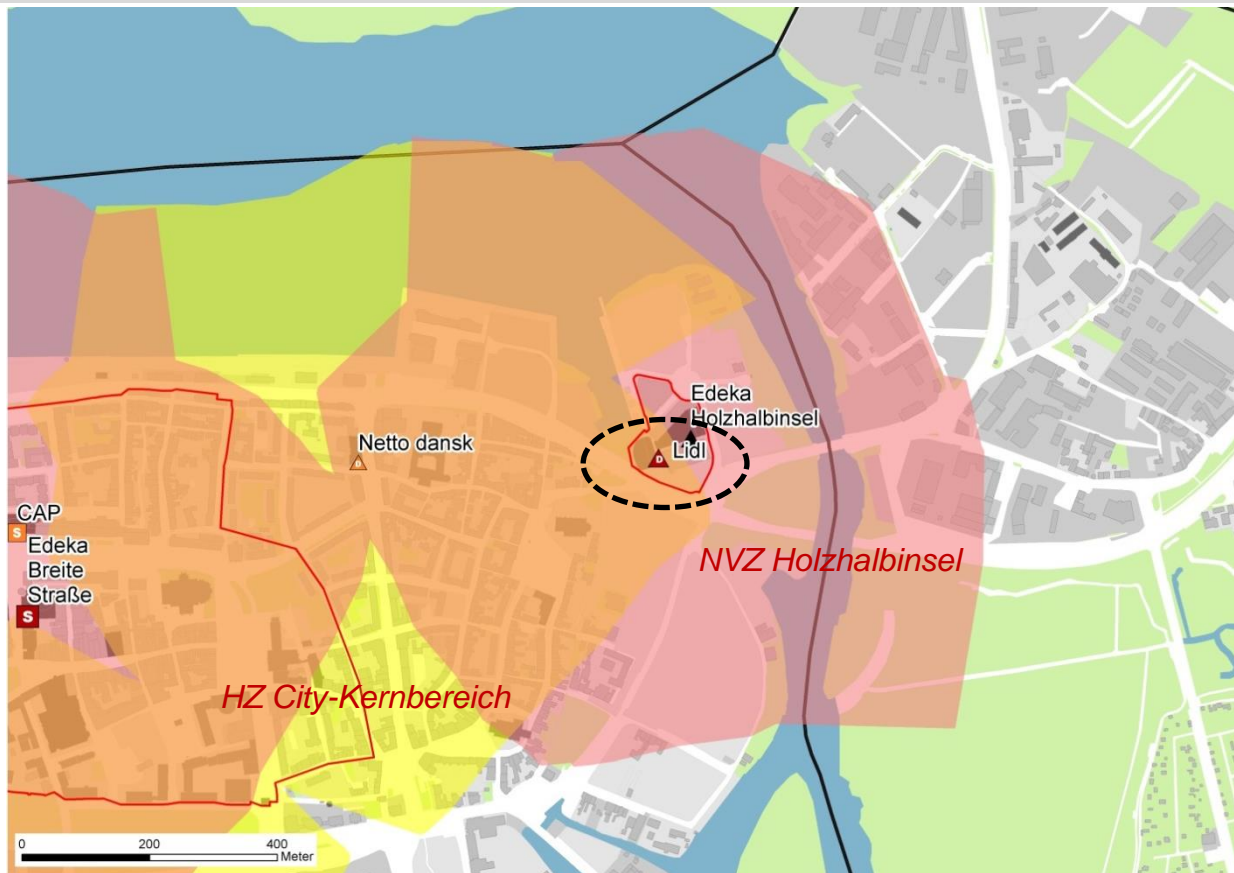 Edeka
Holzhalbinsel
D
Lidl
Netto dansk
D
CAP
S
Edeka
Breite
Straße
S
NVZ Holzhalbinsel
HZ City-Kernbereich
0 200 400
Meter